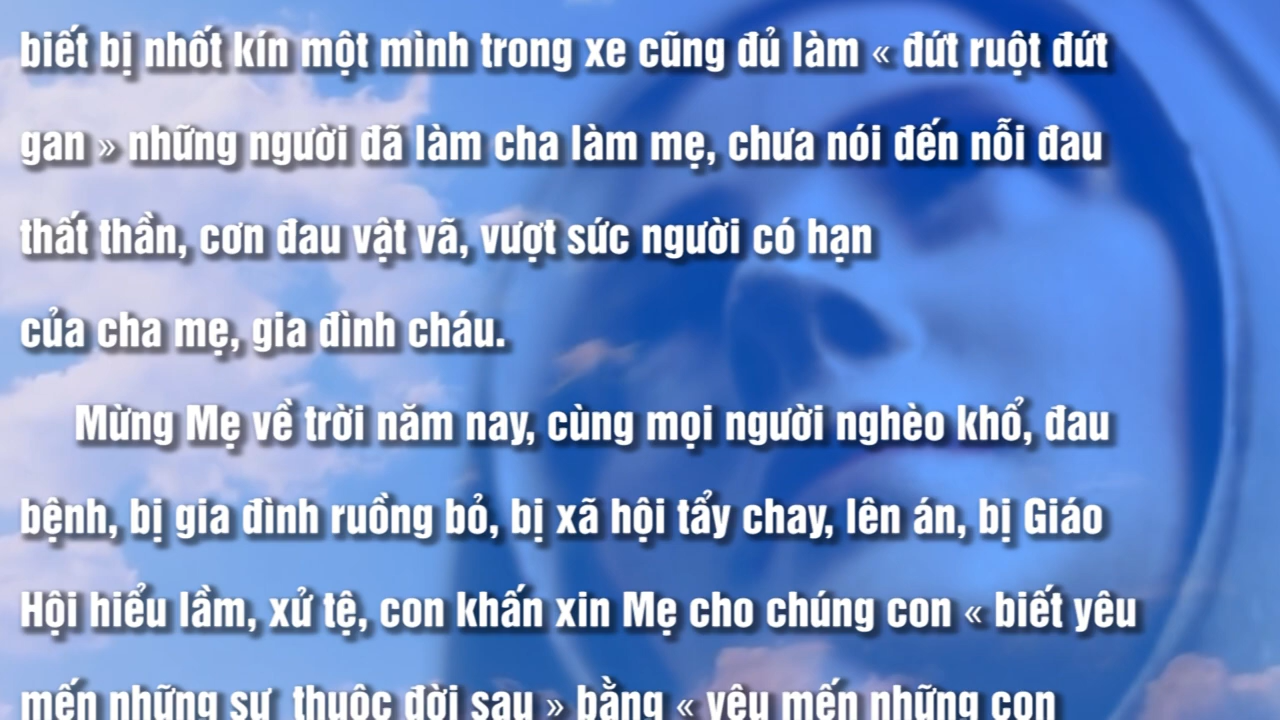 biết bị nhốt kín một mình trong xe cũng đủ làm « đứt ruột đứt
gan » những người đã làm cha làm mẹ, chưa nói đến nỗi đau
thất thần, cơn đau vật vã, vượt sức người có hạn
của cha mẹ, gia đình cháu.
Mừng Mẹ về trời năm nay, cùng mọi người nghèo khổ, đau
bệnh, bị gia đình ruồng bỏ, bị xã hội tẩy chay, lên án, bị Giáo
Hội hiểu lầm, xử tệ, con khấn xin Mẹ cho chúng con « biết yêu
mến những sự thuộc đời sau » bằng « yêu mến những con